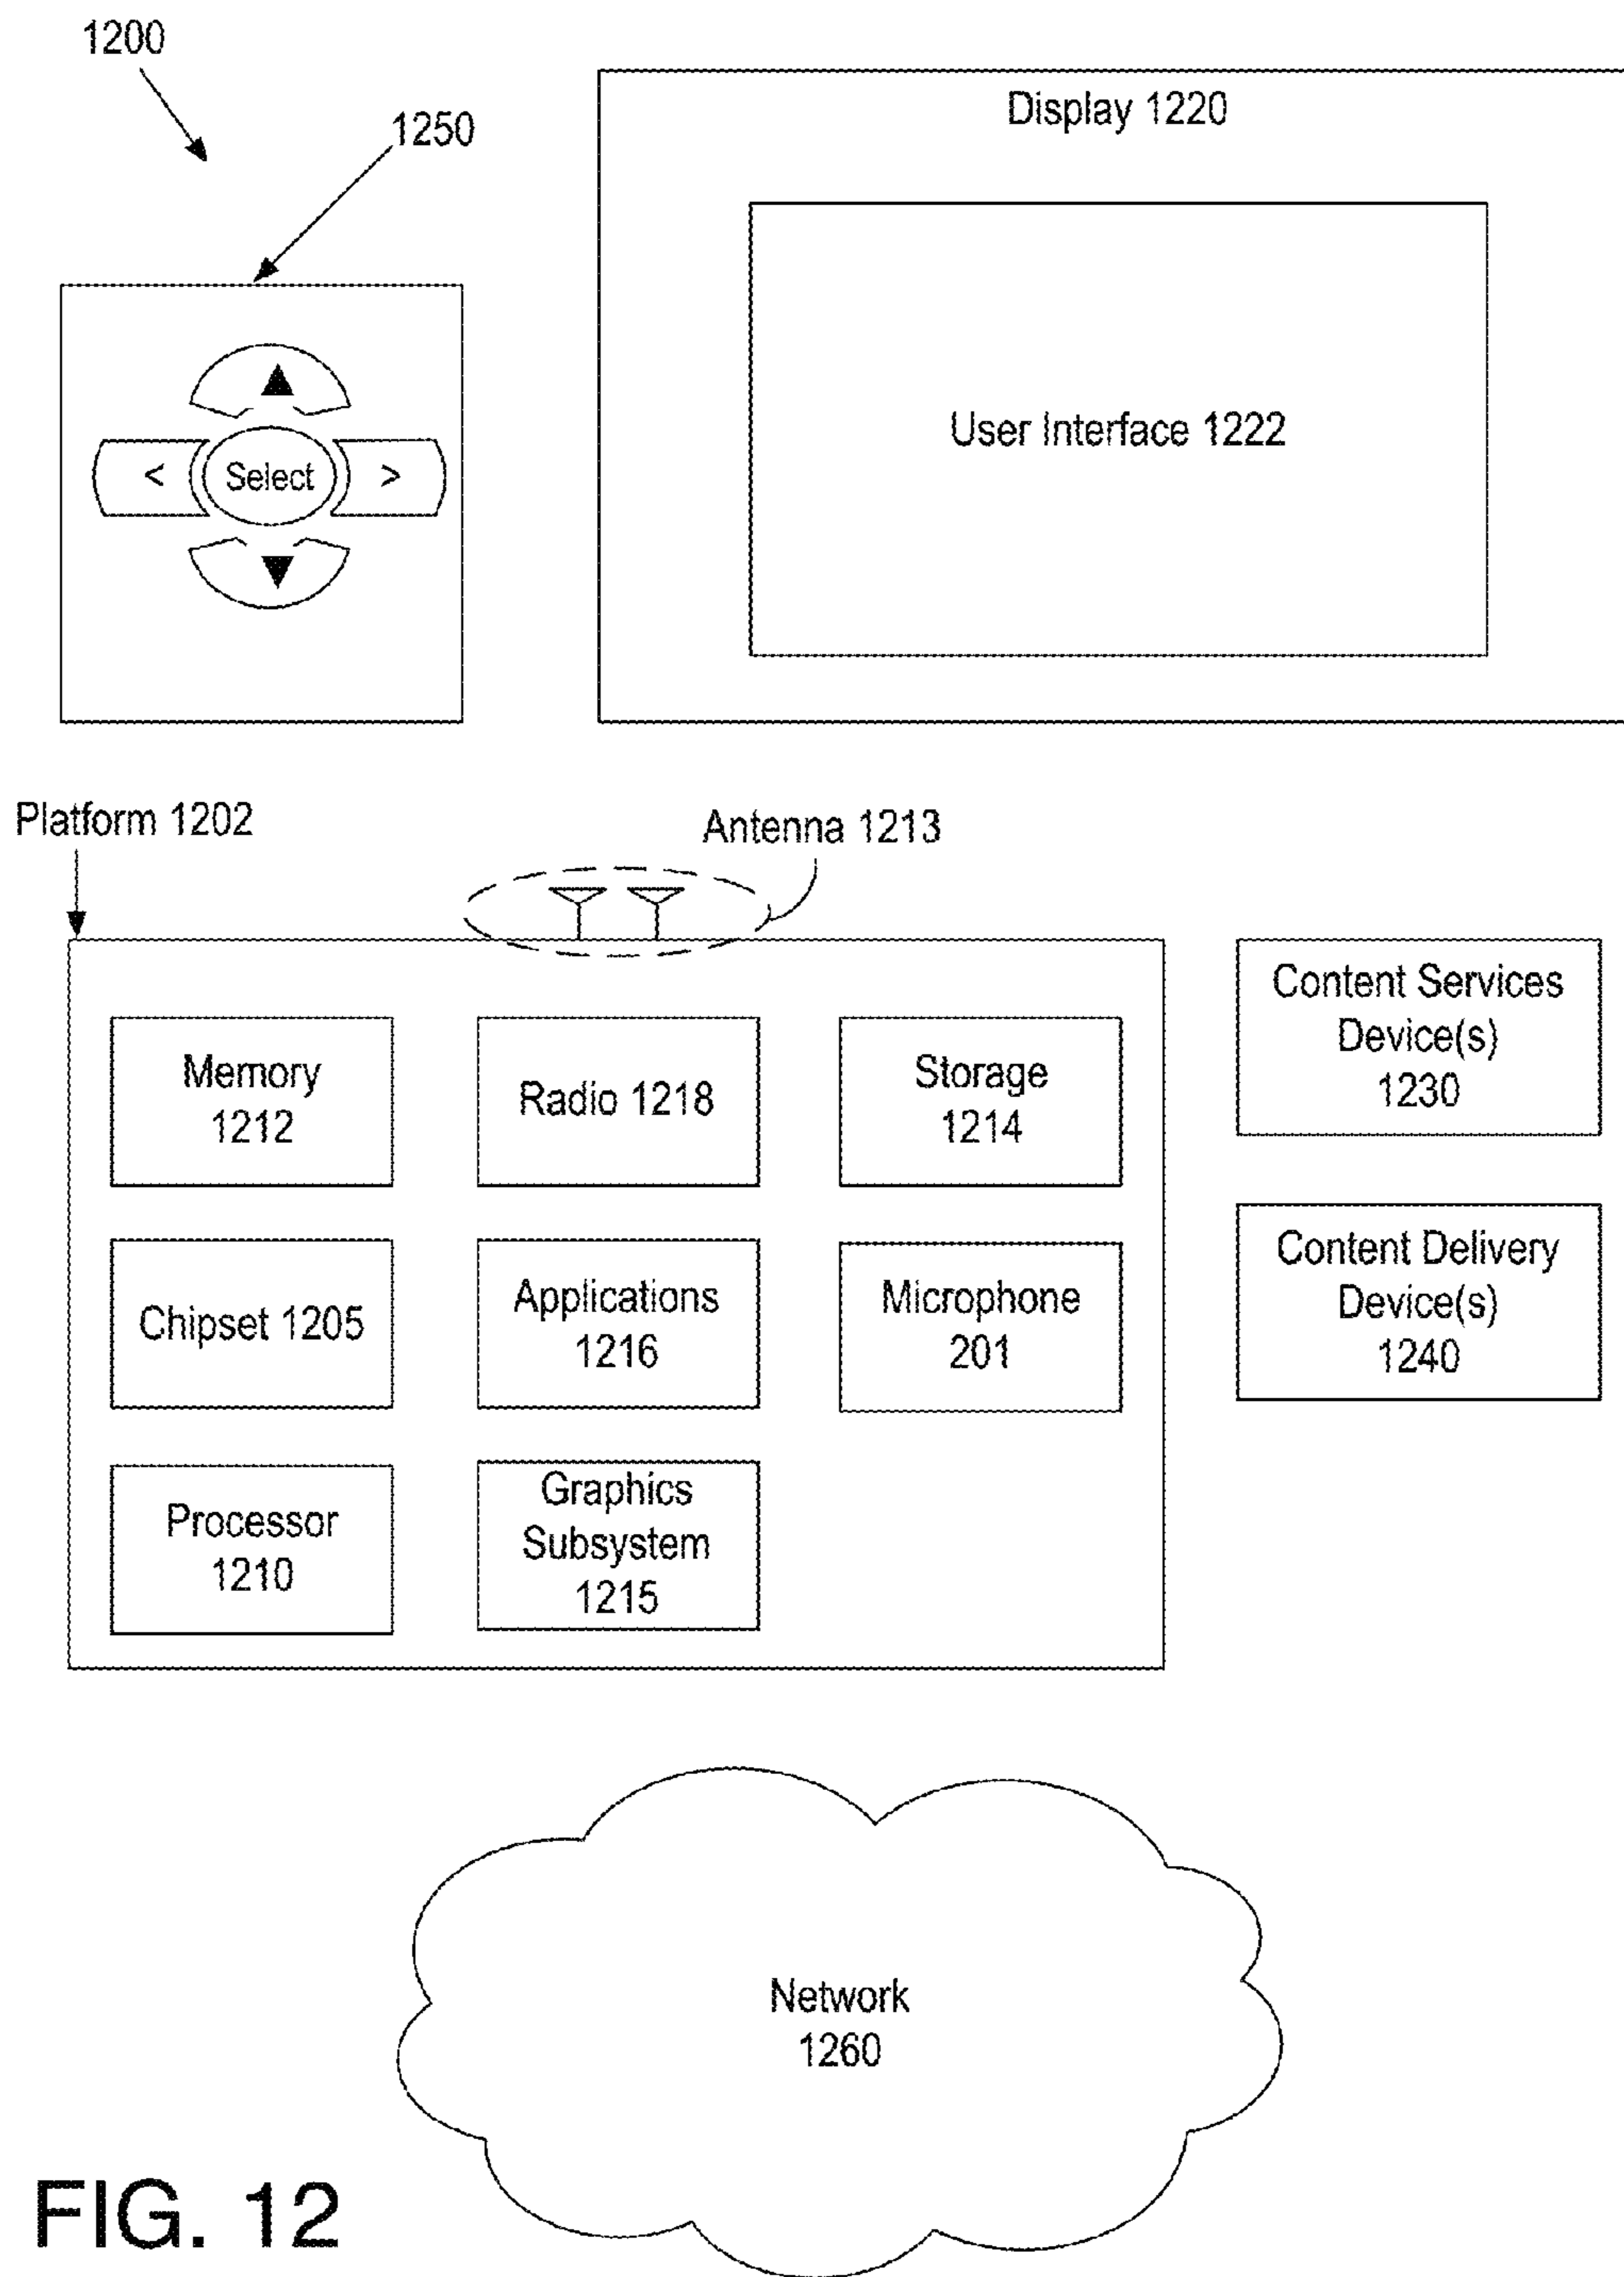 1200
1250
Display 1220
User Interface 1222
<
Select
>
Platform 1202
Antenna 1213
Memory
1212
Radio 1218
Storage
1214
Content Services
Device(s)
1230
Chipset 1205
Applications
1216
Microphone
201
Content Delivery
Device(s)
1240
Processor
1210
Graphics
Subsystem
1215
Network
1260
FIG. 12